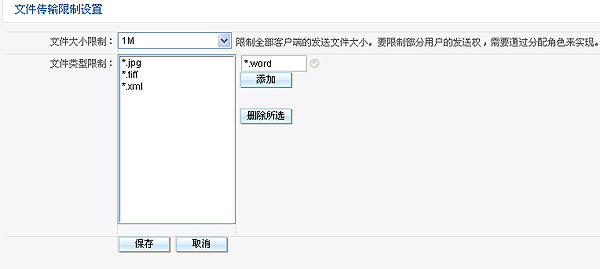 文件传输限制设置
文件大小限制： 1M 限制全部客户端的发送文件大小。要限制部分用户的发送权，需要通过分配角色来实现。
文件类型限制： *.jpg *.word
*.tiff 添加
*.xml
删除所选
保存 取消